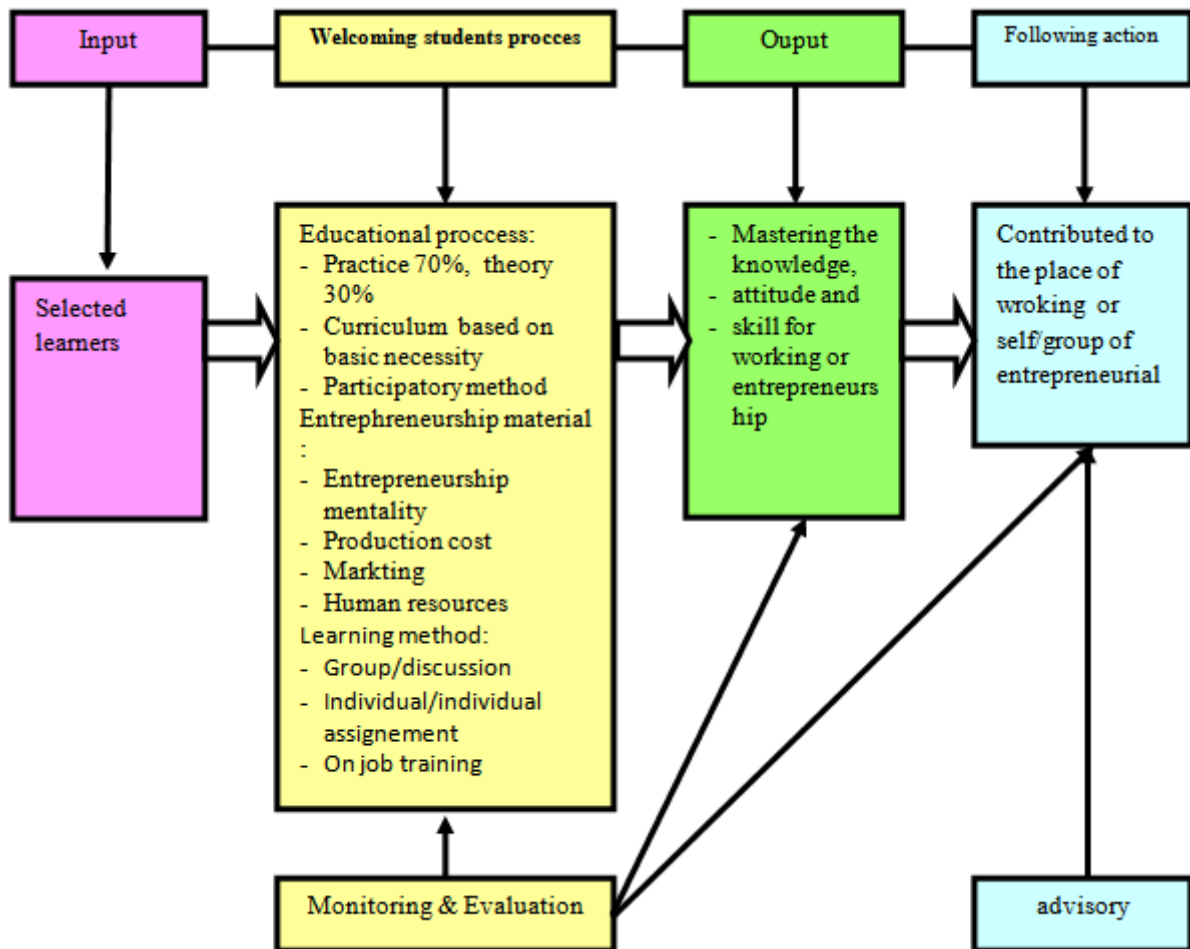 Input
Welcoming students procces
Ouput
Following action
Selected
learners
Educational proccess:
- Practice 70%, theory
30%
- Curriculum based on
basic necessity
- Participatory method
Entrephreneurship material
:
- Entrepreneurship
mentality
- Production cost
- Markting
- Human resources
Learning method:
- Group/discussion
- Individual/individual
assignement
- On job training
- Mastering the
knowledge,
- attitude and
- skill for
working or
entrepreneurs
hip
Contributed to
the place of
wroking or
self/group of
entrepreneurial
Monitoring & Evaluation
advisory